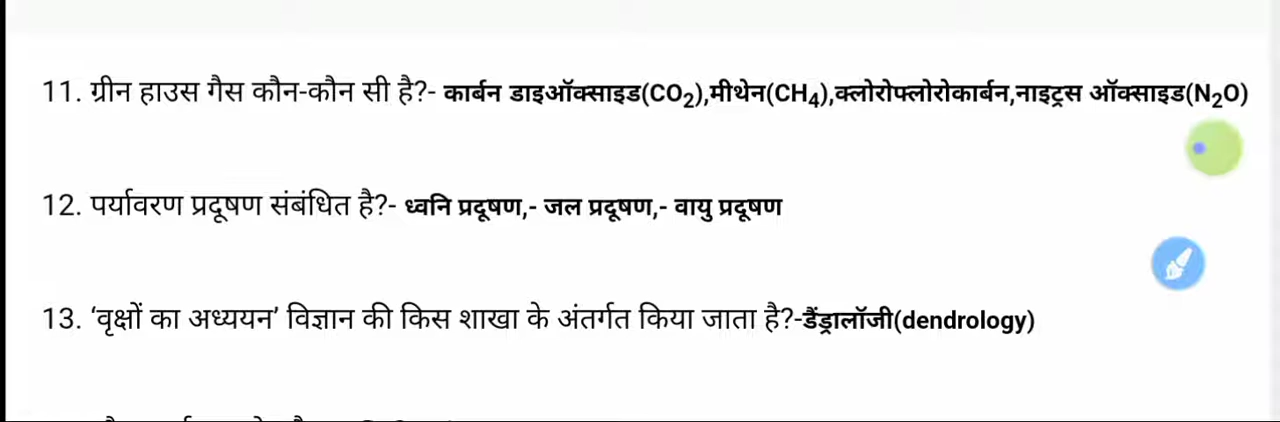 11. ग्रीन हाउस गैस कौन-कौन सी है?- कार्बन डाइऑक्साइड(CO₂),मीथेन(CH₄),क्लोरोफ्लोरोकार्बन,नाइट्रस ऑक्साइड(N₂O)
12. पर्यावरण प्रदूषण संबंधित है?- ध्वनि प्रदूषण,- जल प्रदूषण,- वायु प्रदूषण
13. ‘वृक्षों का अध्ययन’ विज्ञान की किस शाखा के अंतर्गत किया जाता है?-डैंड्रालॉजी(dendrology)